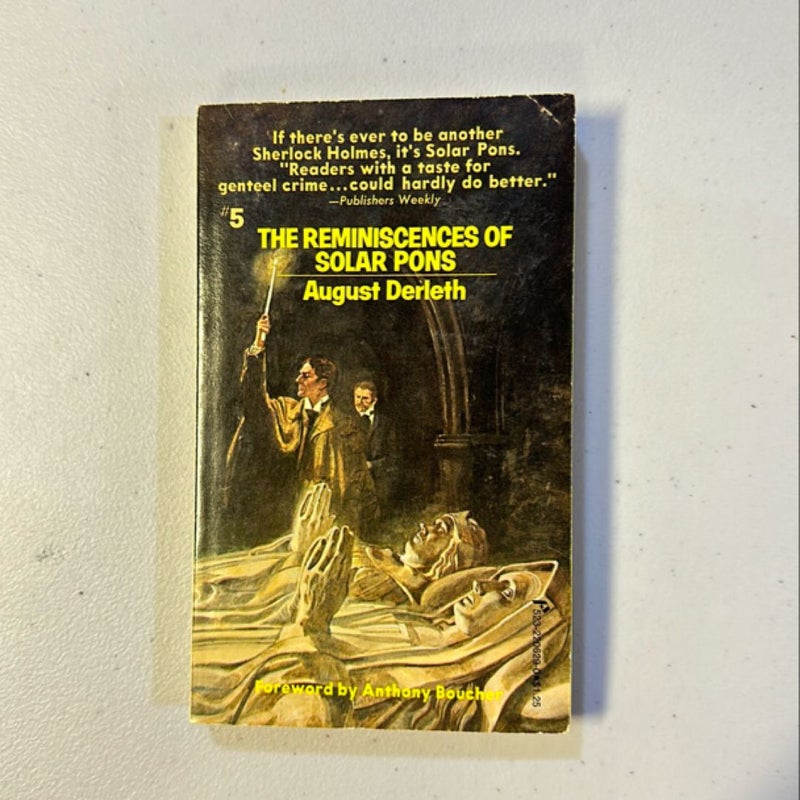 If there's ever to be another
Sherlock Holmes, it's Solar Pons.
"Readers with a taste for
genteel crime...could hardly do better."
—Publishers Weekly
#5
THE REMINISCENCES OF
SOLAR PONS
August Derleth
Foreword by Anthony Boucher